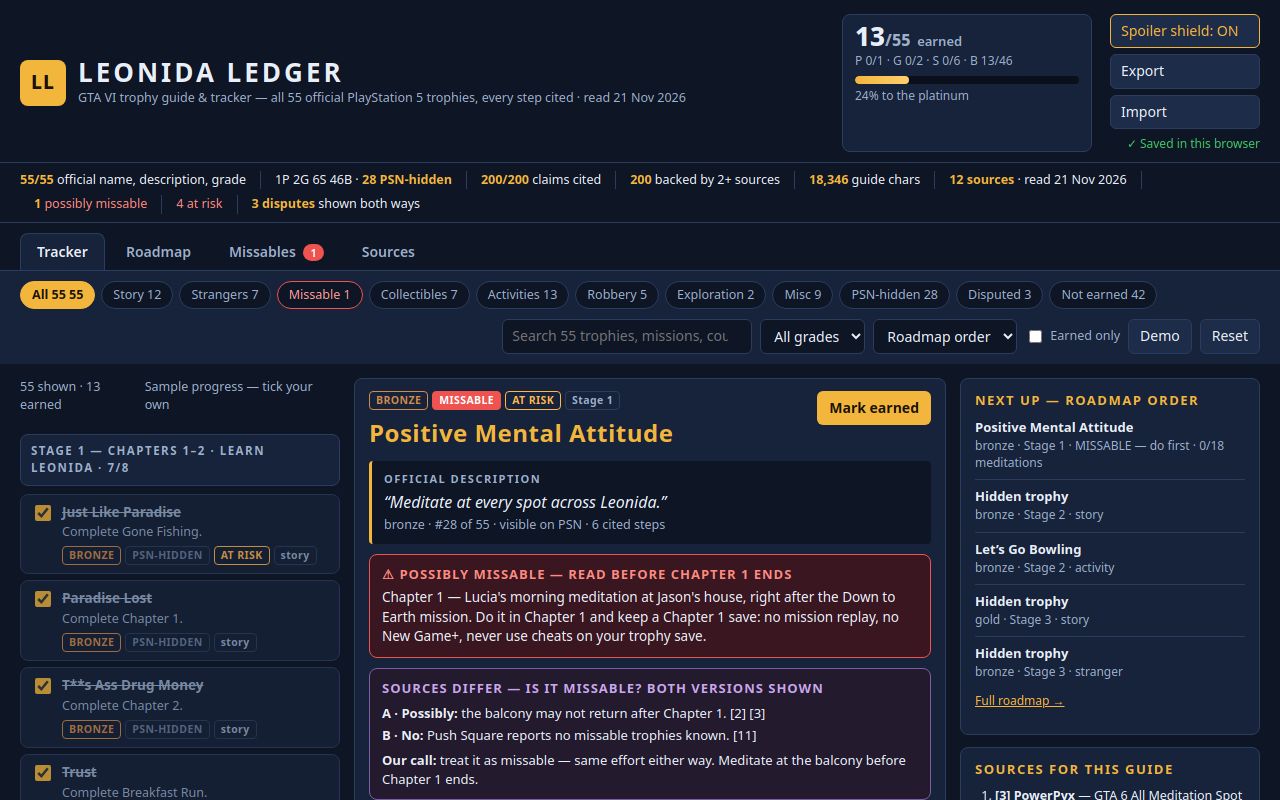 LL
LEONIDA LEDGER
GTA VI trophy guide & tracker — all 55 official PlayStation 5 trophies, every step cited · read 21 Nov 2026
13/55 earned
P 0/1 · G 0/2 · S 0/6 · B 13/46
24% to the platinum
Spoiler shield: ON
Export
Import
✓ Saved in this browser
55/55 official name, description, grade
1P 2G 6S 46B · 28 PSN-hidden
200/200 claims cited
200 backed by 2+ sources
18,346 guide chars
12 sources · read 21 Nov 2026
1 possibly missable
4 at risk
3 disputes shown both ways
Tracker
Roadmap
Missables 1
Sources
All 55 55
Story 12
Strangers 7
Missable 1
Collectibles 7
Activities 13
Robbery 5
Exploration 2
Misc 9
PSN-hidden 28
Disputed 3
Not earned 42
Search 55 trophies, missions, cou
All grades
Roadmap order
Earned only
Demo
Reset
55 shown · 13
earned
Sample progress — tick your
own
STAGE 1 — CHAPTERS 1–2 · LEARN
LEONIDA · 7/8
Just Like Paradise
Complete Gone Fishing.
BRONZE PSN-HIDDEN AT RISK story
Paradise Lost
Complete Chapter 1.
BRONZE PSN-HIDDEN story
T**s Ass Drug Money
Complete Chapter 2.
BRONZE PSN-HIDDEN story
Trust
Complete Breakfast Run.
BRONZE MISSABLE AT RISK Stage 1
Mark earned
Positive Mental Attitude
OFFICIAL DESCRIPTION
“Meditate at every spot across Leonida.”
bronze · #28 of 55 · visible on PSN · 6 cited steps
⚠ POSSIBLY MISSABLE — READ BEFORE CHAPTER 1 ENDS
Chapter 1 — Lucia's morning meditation at Jason's house, right after the Down to
Earth mission. Do it in Chapter 1 and keep a Chapter 1 save: no mission replay, no
New Game+, never use cheats on your trophy save.
SOURCES DIFFER — IS IT MISSABLE? BOTH VERSIONS SHOWN
A · Possibly: the balcony may not return after Chapter 1. [2] [3]
B · No: Push Square reports no missable trophies known. [11]
Our call: treat it as missable — same effort either way. Meditate at the balcony before
Chapter 1 ends.
NEXT UP — ROADMAP ORDER
Positive Mental Attitude
bronze · Stage 1 · MISSABLE — do first · 0/18
meditations
Hidden trophy
bronze · Stage 2 · story
Let’s Go Bowling
bronze · Stage 2 · activity
Hidden trophy
gold · Stage 3 · story
Hidden trophy
bronze · Stage 3 · stranger
Full roadmap →
SOURCES FOR THIS GUIDE
1. [3] PowerPyx — GTA 6 All Meditation Spot